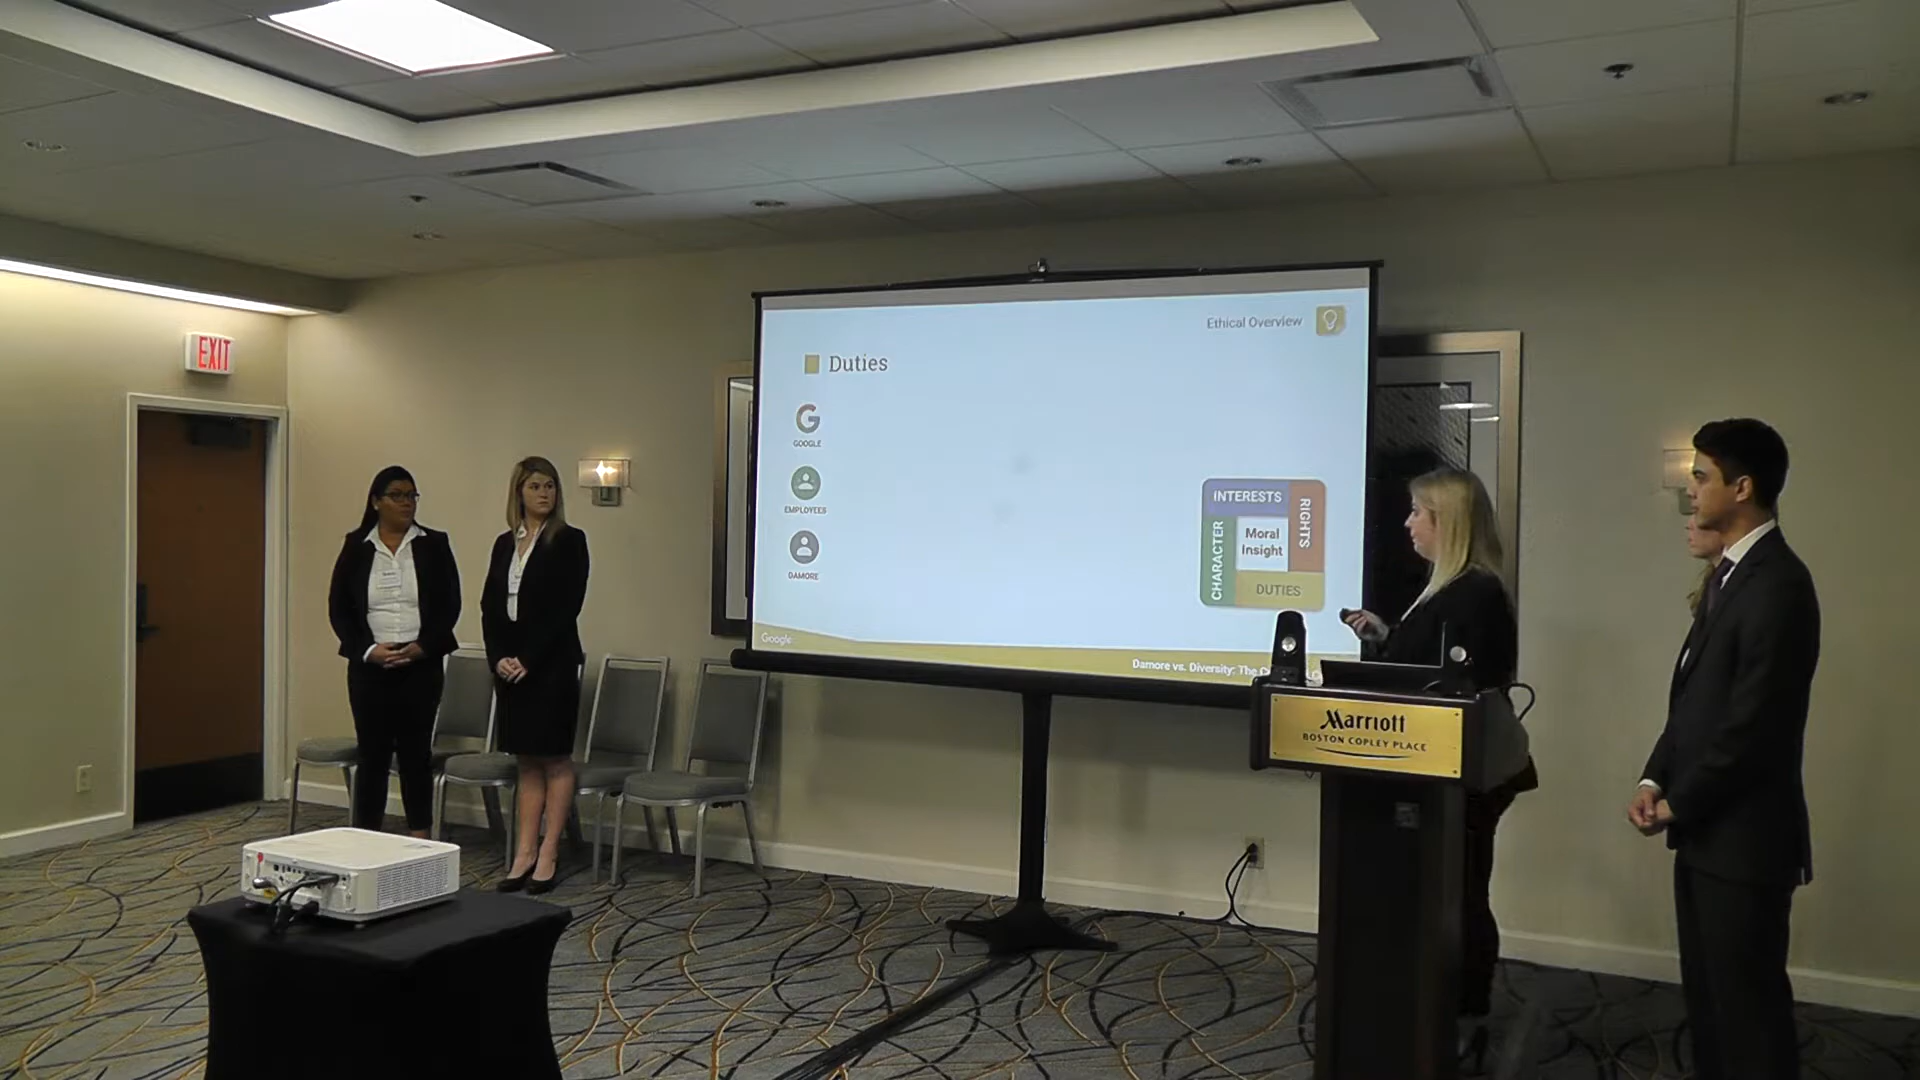 EXIT
Ethical Overview
Duties
GOOGLE
EMPLOYEES
DAMORE
INTERESTS
RIGHTS
CHARACTER
Moral
Insight
DUTIES
Google
Damore vs. Diversity: The
Marriott
BOSTON COPLEY PLACE